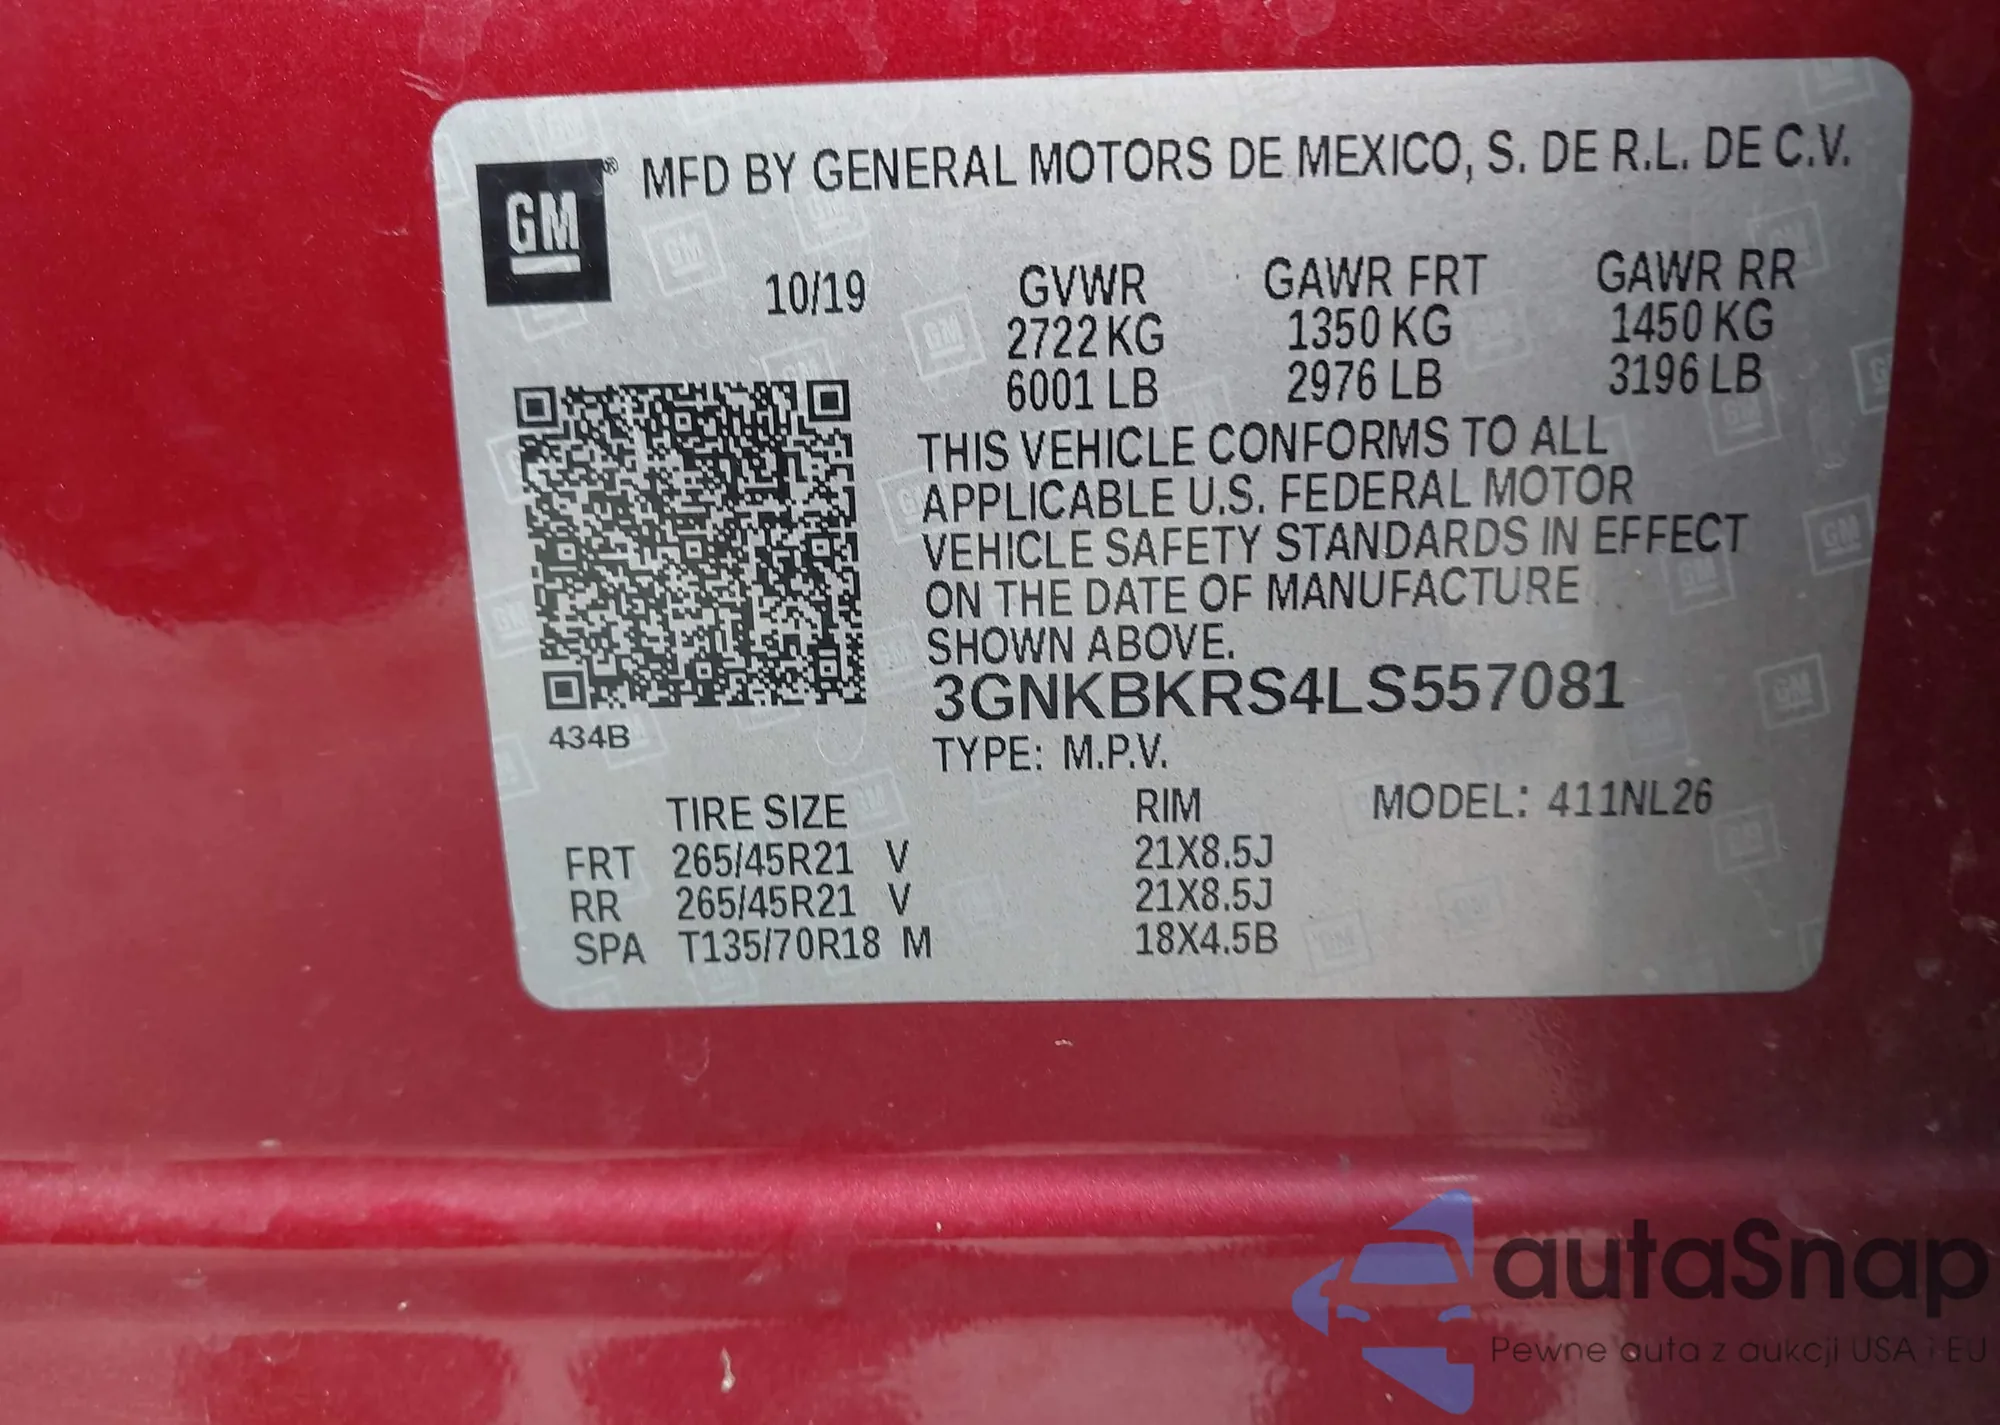 GM® MFD BY GENERAL MOTORS DE MEXICO, S. DE R.L. DE C.V.
10/19 GVWR GAWR FRT GAWR RR
2722 KG 1350 KG 1450 KG
6001 LB 2976 LB 3196 LB
THIS VEHICLE CONFORMS TO ALL
APPLICABLE U.S. FEDERAL MOTOR
VEHICLE SAFETY STANDARDS IN EFFECT
ON THE DATE OF MANUFACTURE
SHOWN ABOVE.
3GNKBKRS4LS557081
434B
TYPE: M.P.V.
TIRE SIZE RIM MODEL: 411NL26
FRT 265/45R21 V 21X8.5J
RR 265/45R21 V 21X8.5J
SPA T135/70R18 M 18X4.5B
autaSnap
Pewne auta z aukcji USA i EU